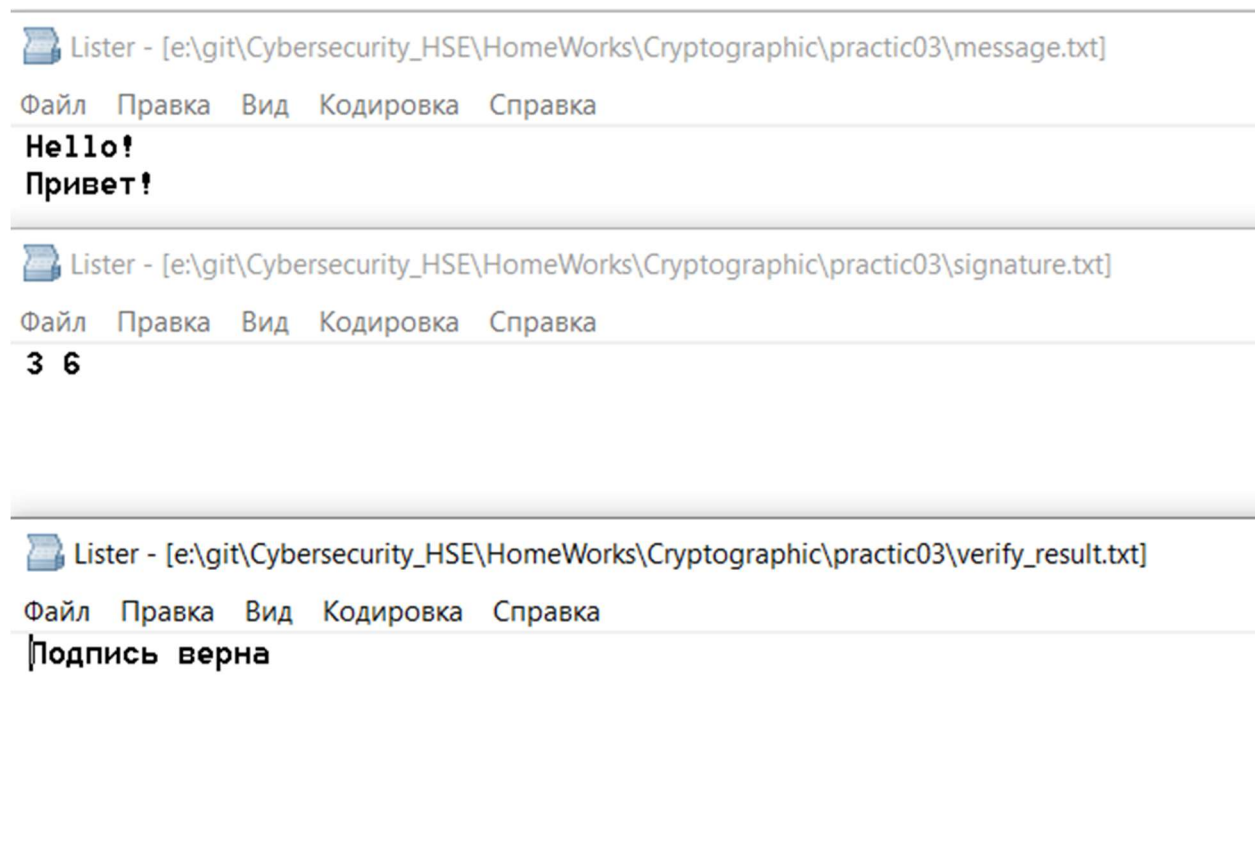 Lister - [e:\git\Cybersecurity_HSE\HomeWorks\Cryptographic\practic03\message.txt]
Файл Правка Вид Кодировка Справка
Hello!
Привет!
Lister - [e:\git\Cybersecurity_HSE\HomeWorks\Cryptographic\practic03\signature.txt]
Файл Правка Вид Кодировка Справка
3 6
Lister - [e:\git\Cybersecurity_HSE\HomeWorks\Cryptographic\practic03\verify_result.txt]
Файл Правка Вид Кодировка Справка
Подпись верна